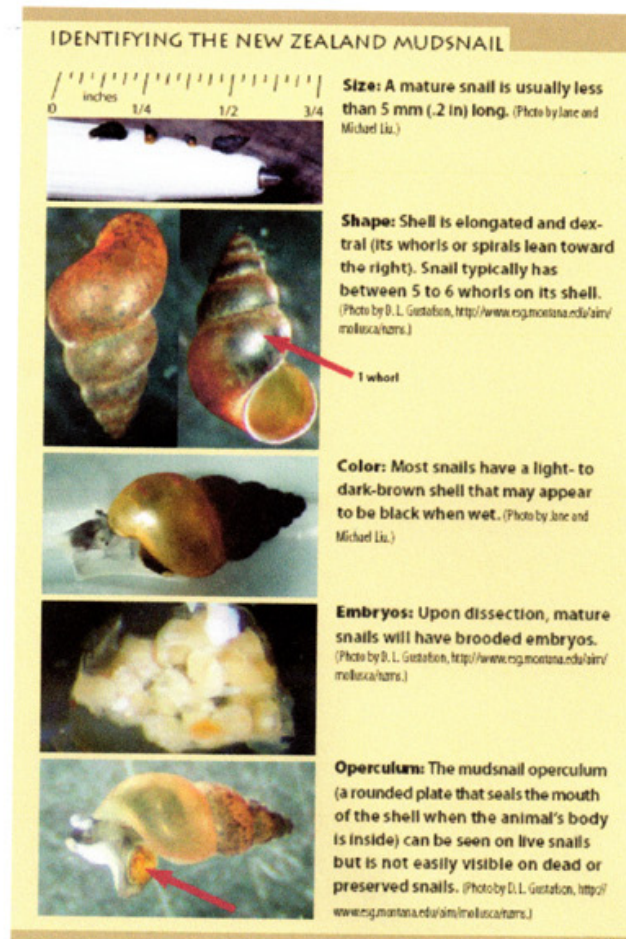 IDENTIFYING THE NEW ZEALAND MUDSNAIL
inches
0 1/4 1/2 3/4
Size: A mature snail is usually less
than 5 mm (.2 in) long. (Photo by Jane and
Michael Liu.)
Shape: Shell is elongated and dex-
tral (its whorls or spirals lean toward
the right). Snail typically has
between 5 to 6 whorls on its shell.
(Photo by D. L. Gustafson, http://www.esg.montana.edu/aim/
mollusca/nzms.)
1 whorl
Color: Most snails have a light- to
dark-brown shell that may appear
to be black when wet. (Photo by Jane and
Michael Liu.)
Embryos: Upon dissection, mature
snails will have brooded embryos.
(Photo by D. L. Gustafson, http://www.esg.montana.edu/aim/
mollusca/nzms.)
Operculum: The mudsnail operculum
(a rounded plate that seals the mouth
of the shell when the animal's body
is inside) can be seen on live snails
but is not easily visible on dead or
preserved snails. (Photo by D. L. Gustafson, http://
www.esg.montana.edu/aim/mollusca/nzms.)